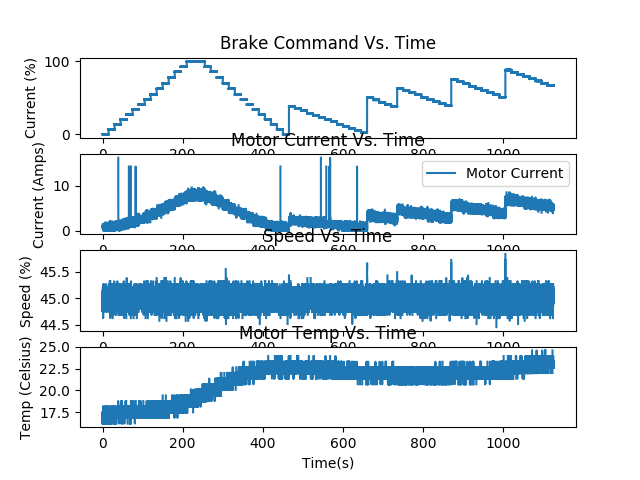 Brake Command Vs. Time
Current (%)
100
0
0 200 400 600 800 1000
Motor Current Vs. Time
Current (Amps)
10
0
Motor Current
0 200 400 600 800 1000
Speed Vs. Time
Speed (%)
45.5
45.0
44.5
0 200 400 600 800 1000
Motor Temp Vs. Time
Temp (Celsius)
25.0
22.5
20.0
17.5
0 200 400 600 800 1000
Time(s)